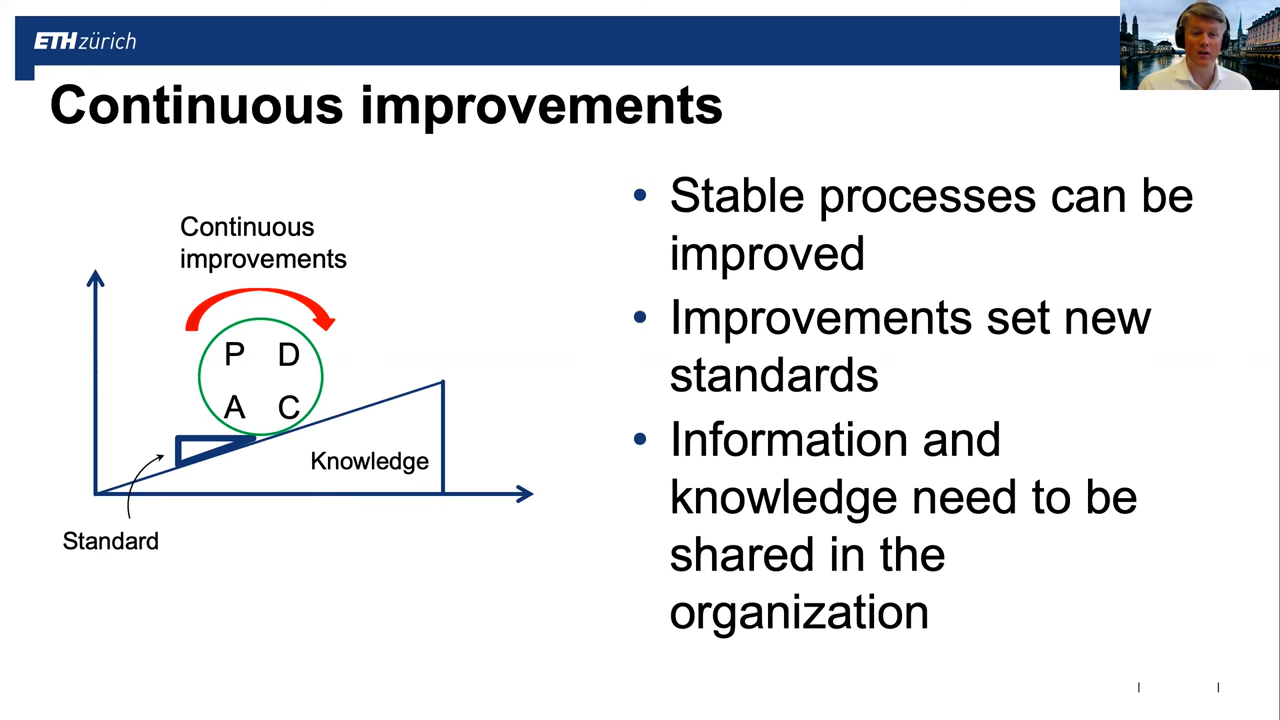 ETH zürich
Continuous improvements
Continuous
improvements
P D
A C
Knowledge
Standard
• Stable processes can be
improved
• Improvements set new
standards
• Information and
knowledge need to be
shared in the
organization